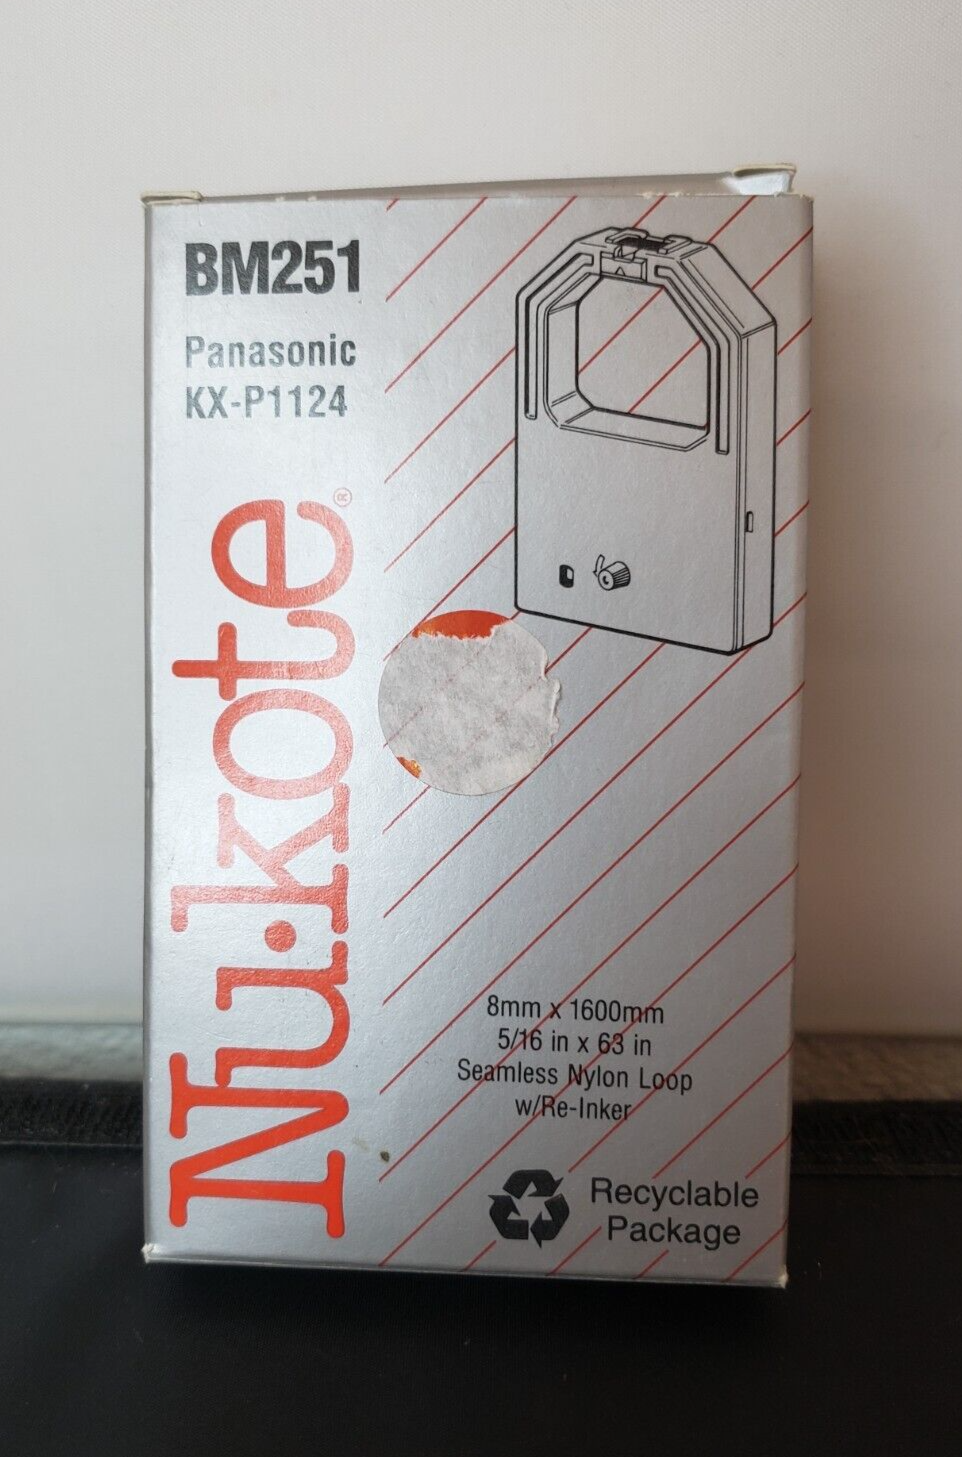 BM251
Panasonic
KX-P1124
Nu·kote®
8mm x 1600mm
5/16 in x 63 in
Seamless Nylon Loop
w/Re-Inker
Recyclable
Package